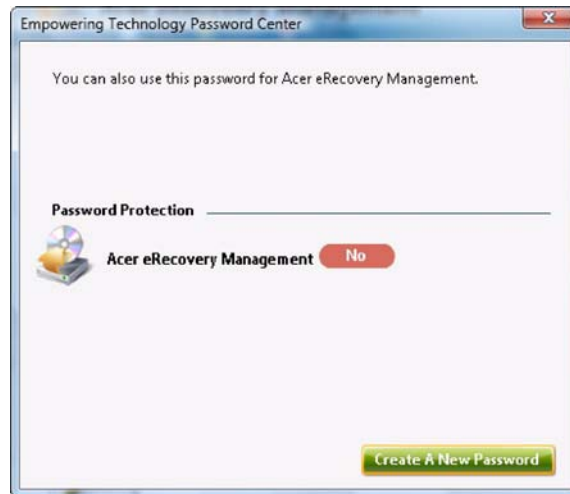 Empowering Technology Password Center
You can also use this password for Acer eRecovery Management.
Password Protection
Acer eRecovery Management No
Create A New Password